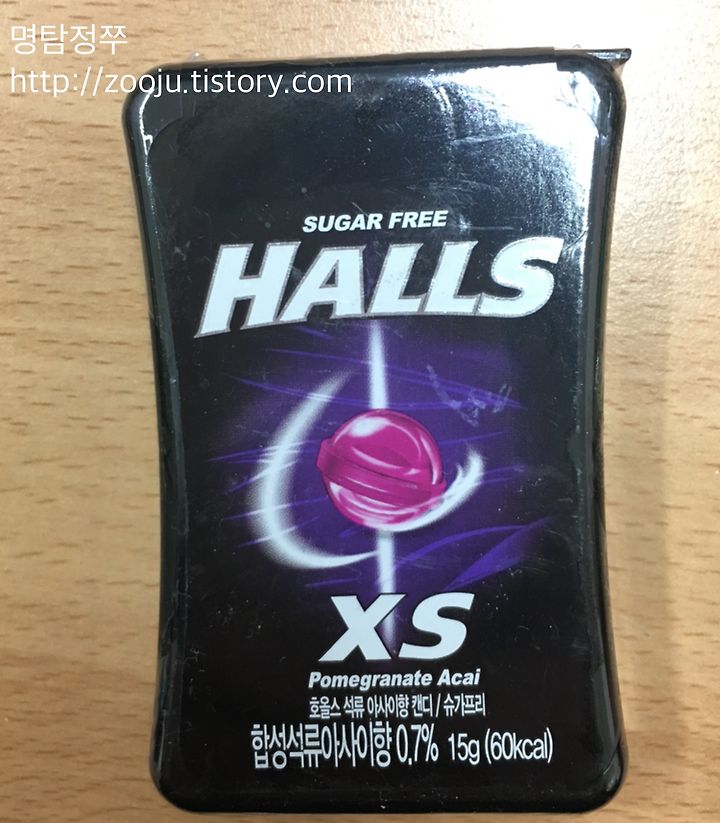 명탐정쭈
http://zooju.tistory.com
SUGAR FREE
HALLS
XS
Pomegranate Acai
호올스 석류 아사이향 캔디 / 슈가프리
합성석류아사이향 0.7% 15g (60kcal)